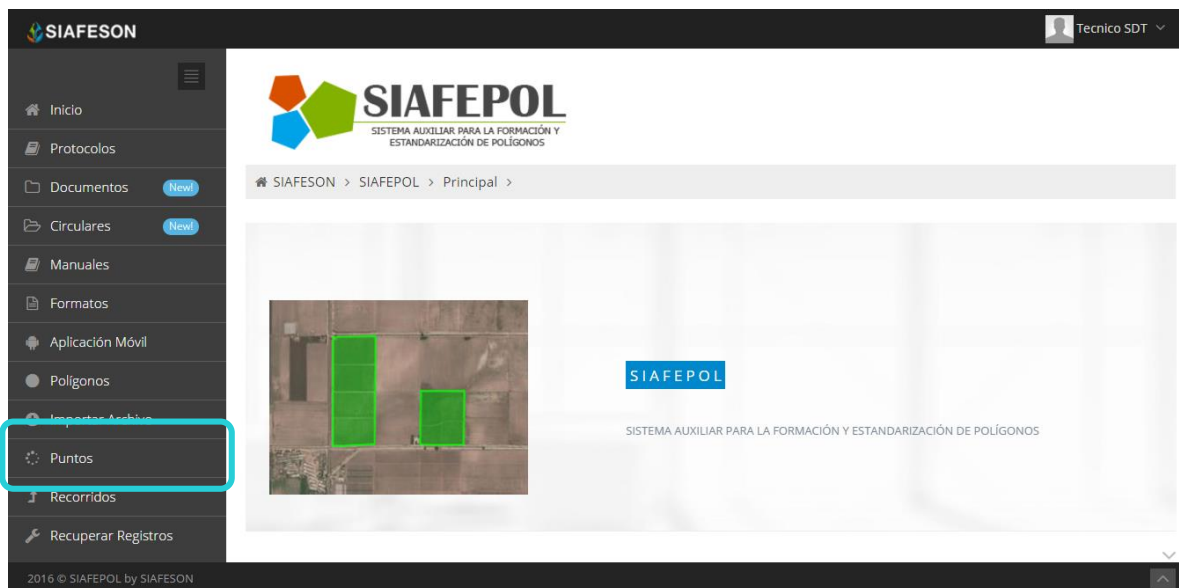 SIAFESON
Tecnico SDT
Inicio
Protocolos
Documentos New!
Circulares New!
Manuales
Formatos
Aplicación Móvil
Polígonos
Importar Archivo
Puntos
Recorridos
Recuperar Registros
2016 © SIAFEPOL by SIAFESON
SIAFEPOL
SISTEMA AUXILIAR PARA LA FORMACIÓN Y
ESTANDARIZACIÓN DE POLÍGONOS
SIAFESON > SIAFEPOL > Principal >
SIAFEPOL
SISTEMA AUXILIAR PARA LA FORMACIÓN Y ESTANDARIZACIÓN DE POLÍGONOS